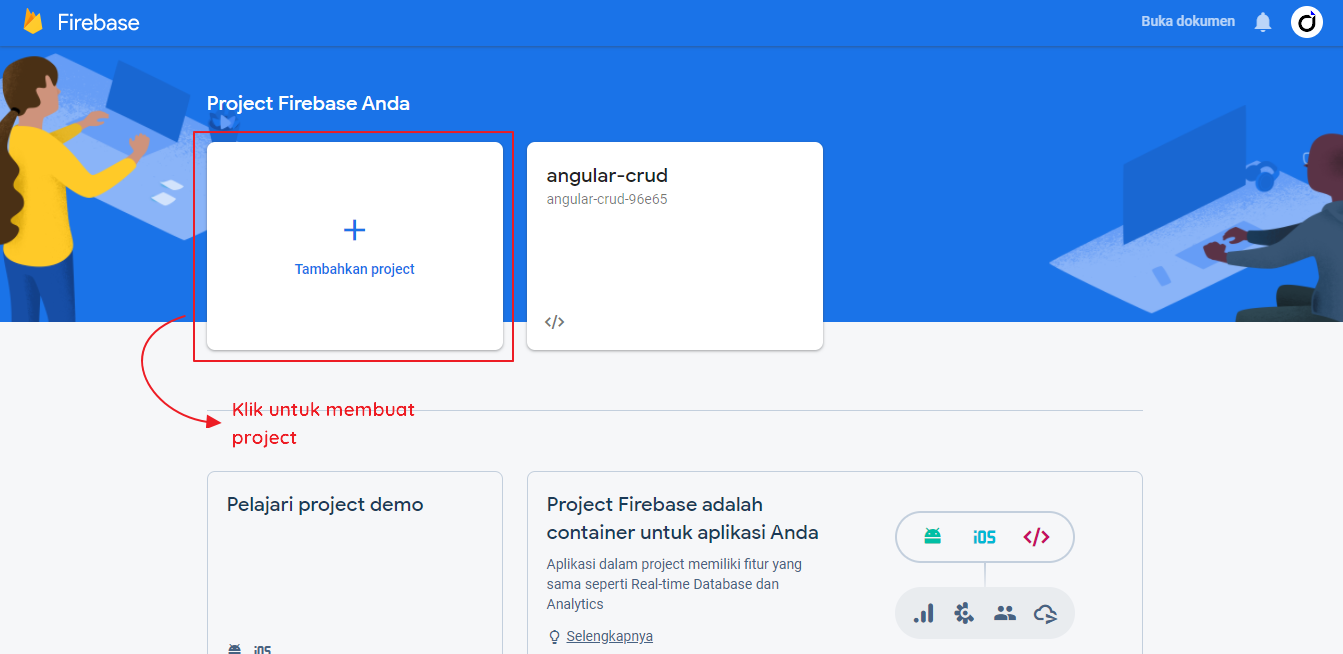 Firebase
Buka dokumen
Project Firebase Anda
Tambahkan project
angular-crud
angular-crud-96e65
</>
Klik untuk membuat
project
Pelajari project demo
iOS
Project Firebase adalah
container untuk aplikasi Anda
Aplikasi dalam project memiliki fitur yang
sama seperti Real-time Database dan
Analytics
Selengkapnya
iOS </>